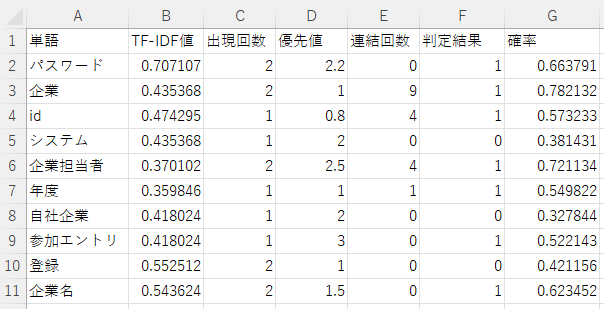 A B C D E F G
1 単語 TF-IDF値 出現回数 優先値 連結回数 判定結果 確率
2 パスワード 0.707107 2 2.2 0 1 0.663791
3 企業 0.435368 2 1 9 1 0.782132
4 id 0.474295 1 0.8 4 1 0.573233
5 システム 0.435368 1 2 0 0 0.381431
6 企業担当者 0.370102 2 2.5 4 1 0.721134
7 年度 0.359846 1 1 1 1 0.549822
8 自社企業 0.418024 1 2 0 0 0.327844
9 参加エントリ 0.418024 1 3 0 1 0.522143
10 登録 0.552512 2 1 0 0 0.421156
11 企業名 0.543624 2 1.5 0 1 0.623452